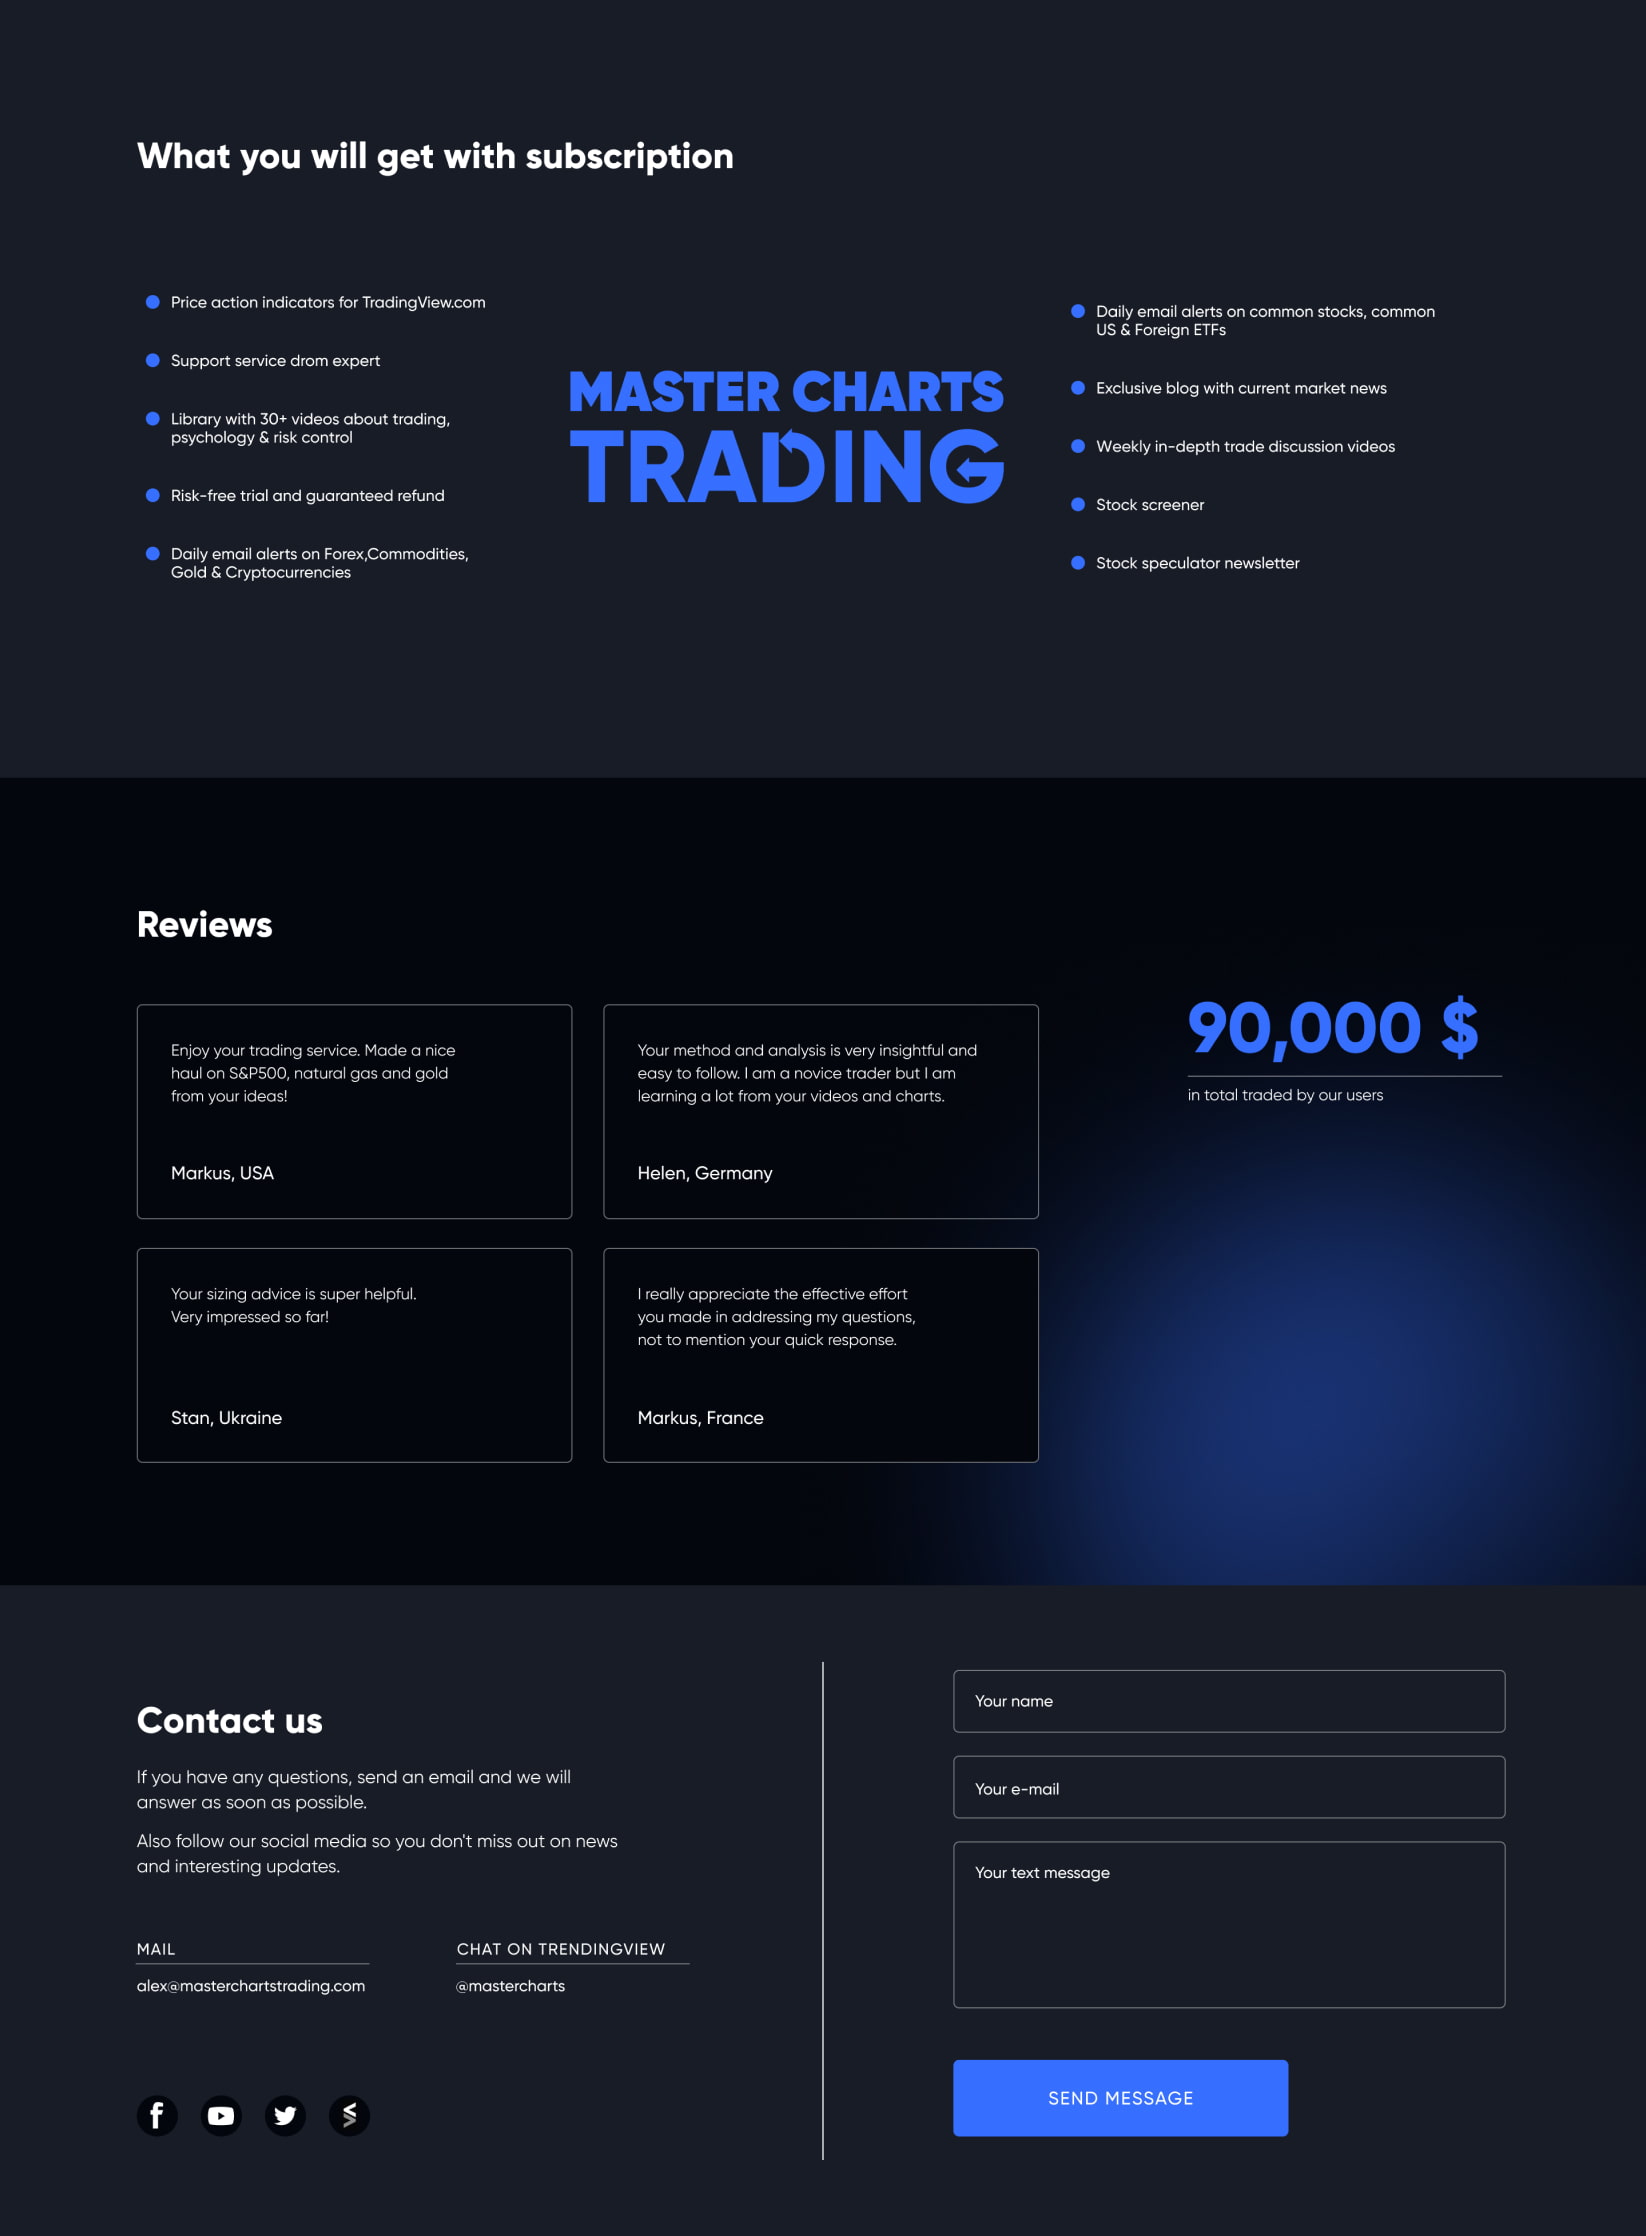 What you will get with subscription
Price action indicators for TradingView.com
Support service drom expert
Library with 30+ videos about trading,
psychology & risk control
Risk-free trial and guaranteed refund
Daily email alerts on Forex,Commodities,
Gold & Cryptocurrencies
MASTER CHARTS
TRADING
Daily email alerts on common stocks, common
US & Foreign ETFs
Exclusive blog with current market news
Weekly in-depth trade discussion videos
Stock screener
Stock speculator newsletter
Reviews
Enjoy your trading service. Made a nice
haul on S&P500, natural gas and gold
from your ideas!
Markus, USA
Your method and analysis is very insightful and
easy to follow. I am a novice trader but I am
learning a lot from your videos and charts.
Helen, Germany
Your sizing advice is super helpful.
Very impressed so far!
Stan, Ukraine
I really appreciate the effective effort
you made in addressing my questions,
not to mention your quick response.
Markus, France
90,000 $
in total traded by our users
Contact us
If you have any questions, send an email and we will
answer as soon as possible.
Also follow our social media so you don't miss out on news
and interesting updates.
MAIL
alex@masterchartstrading.com
CHAT ON TRENDINGVIEW
@mastercharts
Your name
Your e-mail
Your text message
SEND MESSAGE